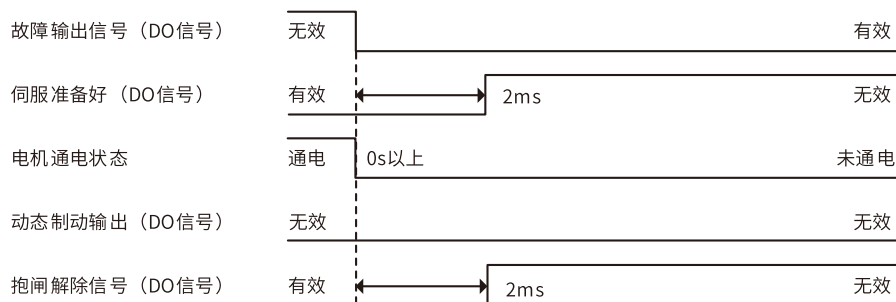 故障输出信号（DO信号） 无效 有效
伺服准备好（DO信号） 有效 2ms 无效
电机通电状态 通电 0s以上 未通电
动态制动输出（DO信号） 无效 无效
抱闸解除信号（DO信号） 有效 2ms 无效